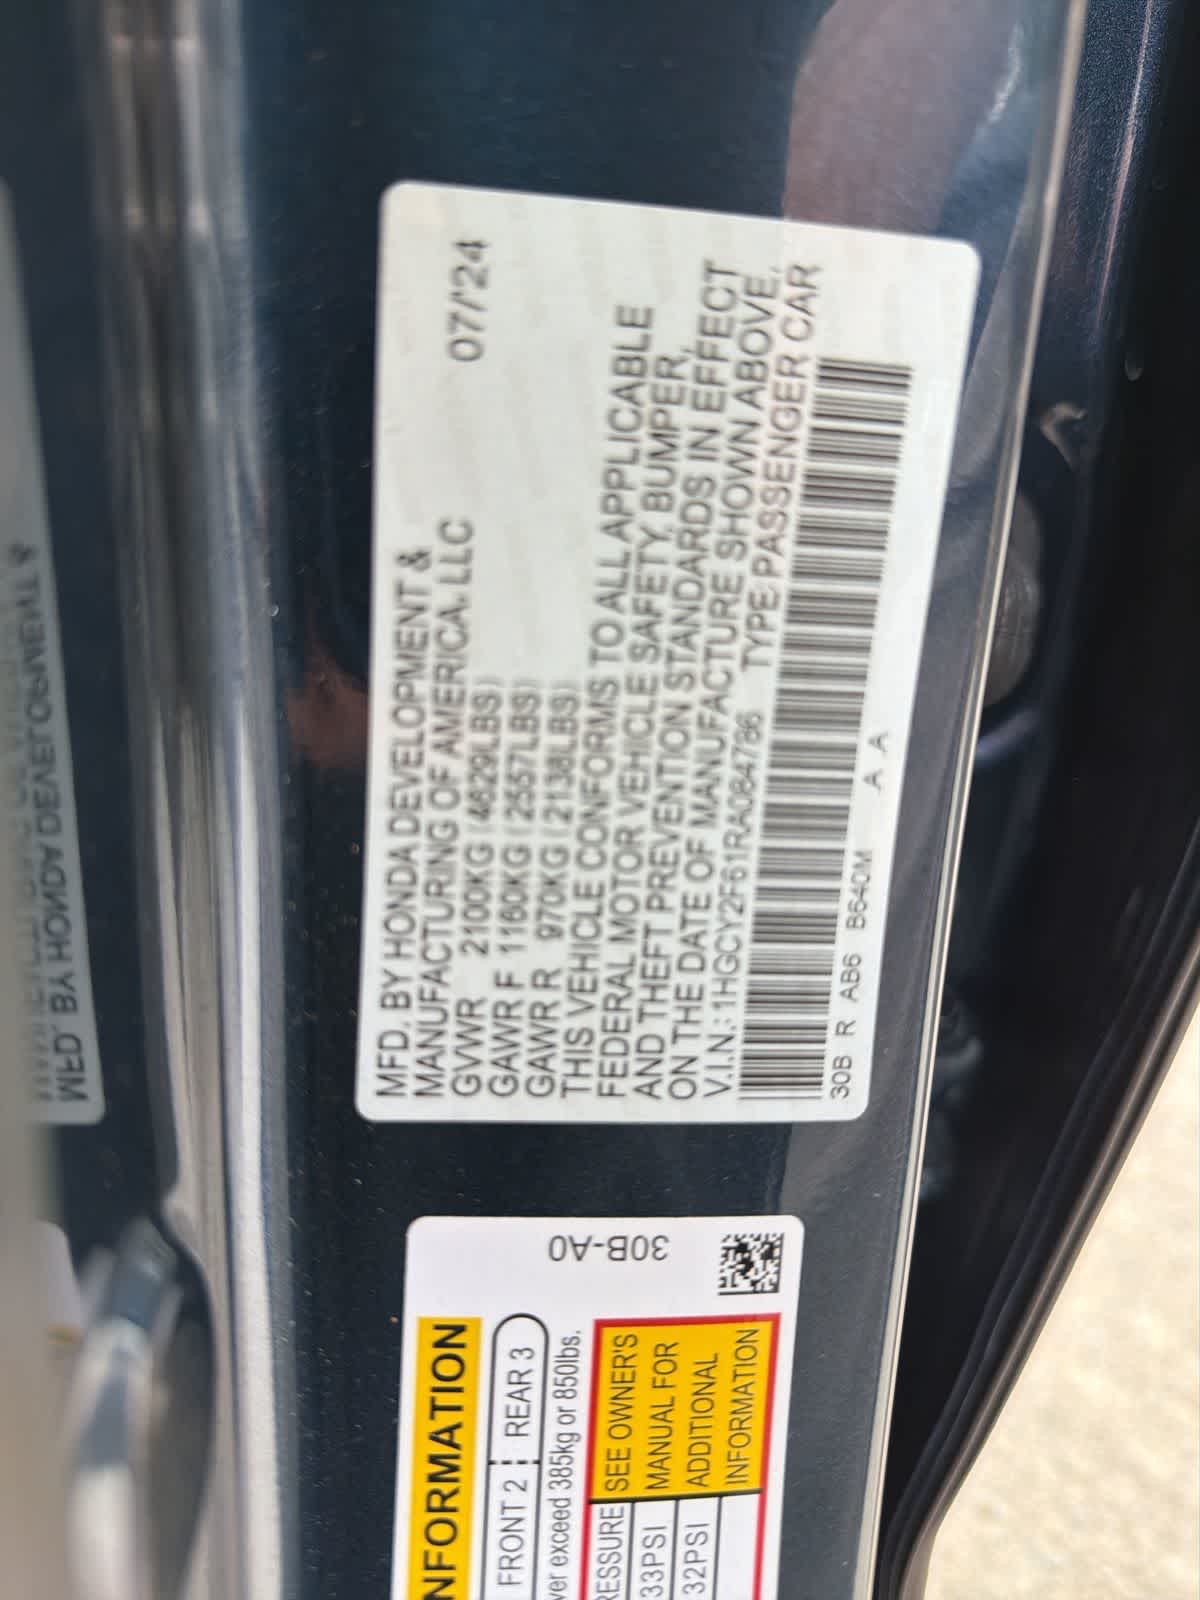 MFD. BY HONDA DEVELOPMENT &
MANUFACTURING OF AMERICA, LLC 07/'24
GVWR 2100KG (4629LBS)
GAWR F 1160KG (2557LBS)
GAWR R 970KG (2138LBS)
THIS VEHICLE CONFORMS TO ALL APPLICABLE
FEDERAL MOTOR VEHICLE SAFETY, BUMPER,
AND THEFT PREVENTION STANDARDS IN EFFECT
ON THE DATE OF MANUFACTURE SHOWN ABOVE.
V.I.N.: 1HGCY2F61RA084786 TYPE:PASSENGER CAR
30B R AB6 B640M A A
30B-A0
NFORMATION
FRONT 2 REAR 3
ver exceed 385kg or 850lbs.
RESSURE
33PSI
32PSI
SEE OWNER'S
MANUAL FOR
ADDITIONAL
INFORMATION
MFD. BY HONDA DEVELOPMENT &